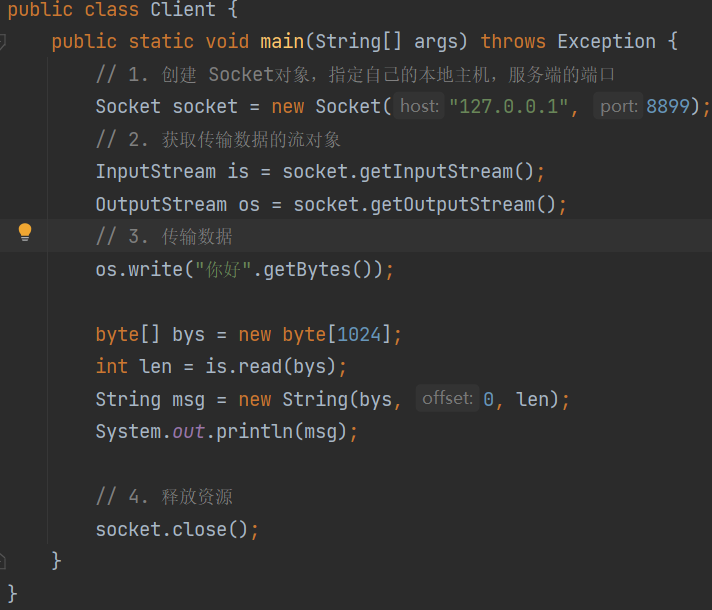 public class Client {
public static void main(String[] args) throws Exception {
// 1. 创建 Socket对象，指定自己的本地主机，服务端的端口
Socket socket = new Socket( host: "127.0.0.1", port: 8899);
// 2. 获取传输数据的流对象
InputStream is = socket.getInputStream();
OutputStream os = socket.getOutputStream();
// 3. 传输数据
os.write("你好".getBytes());
byte[] bys = new byte[1024];
int len = is.read(bys);
String msg = new String(bys, offset: 0, len);
System.out.println(msg);
// 4. 释放资源
socket.close();
}
}